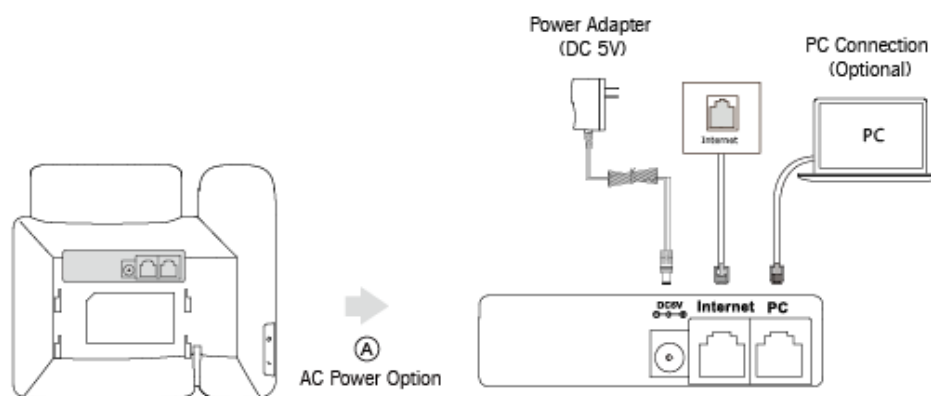 Power Adapter
(DC 5V)
PC Connection
(Optional)
Internet
PC
DC5V
Internet
PC
A
AC Power Option